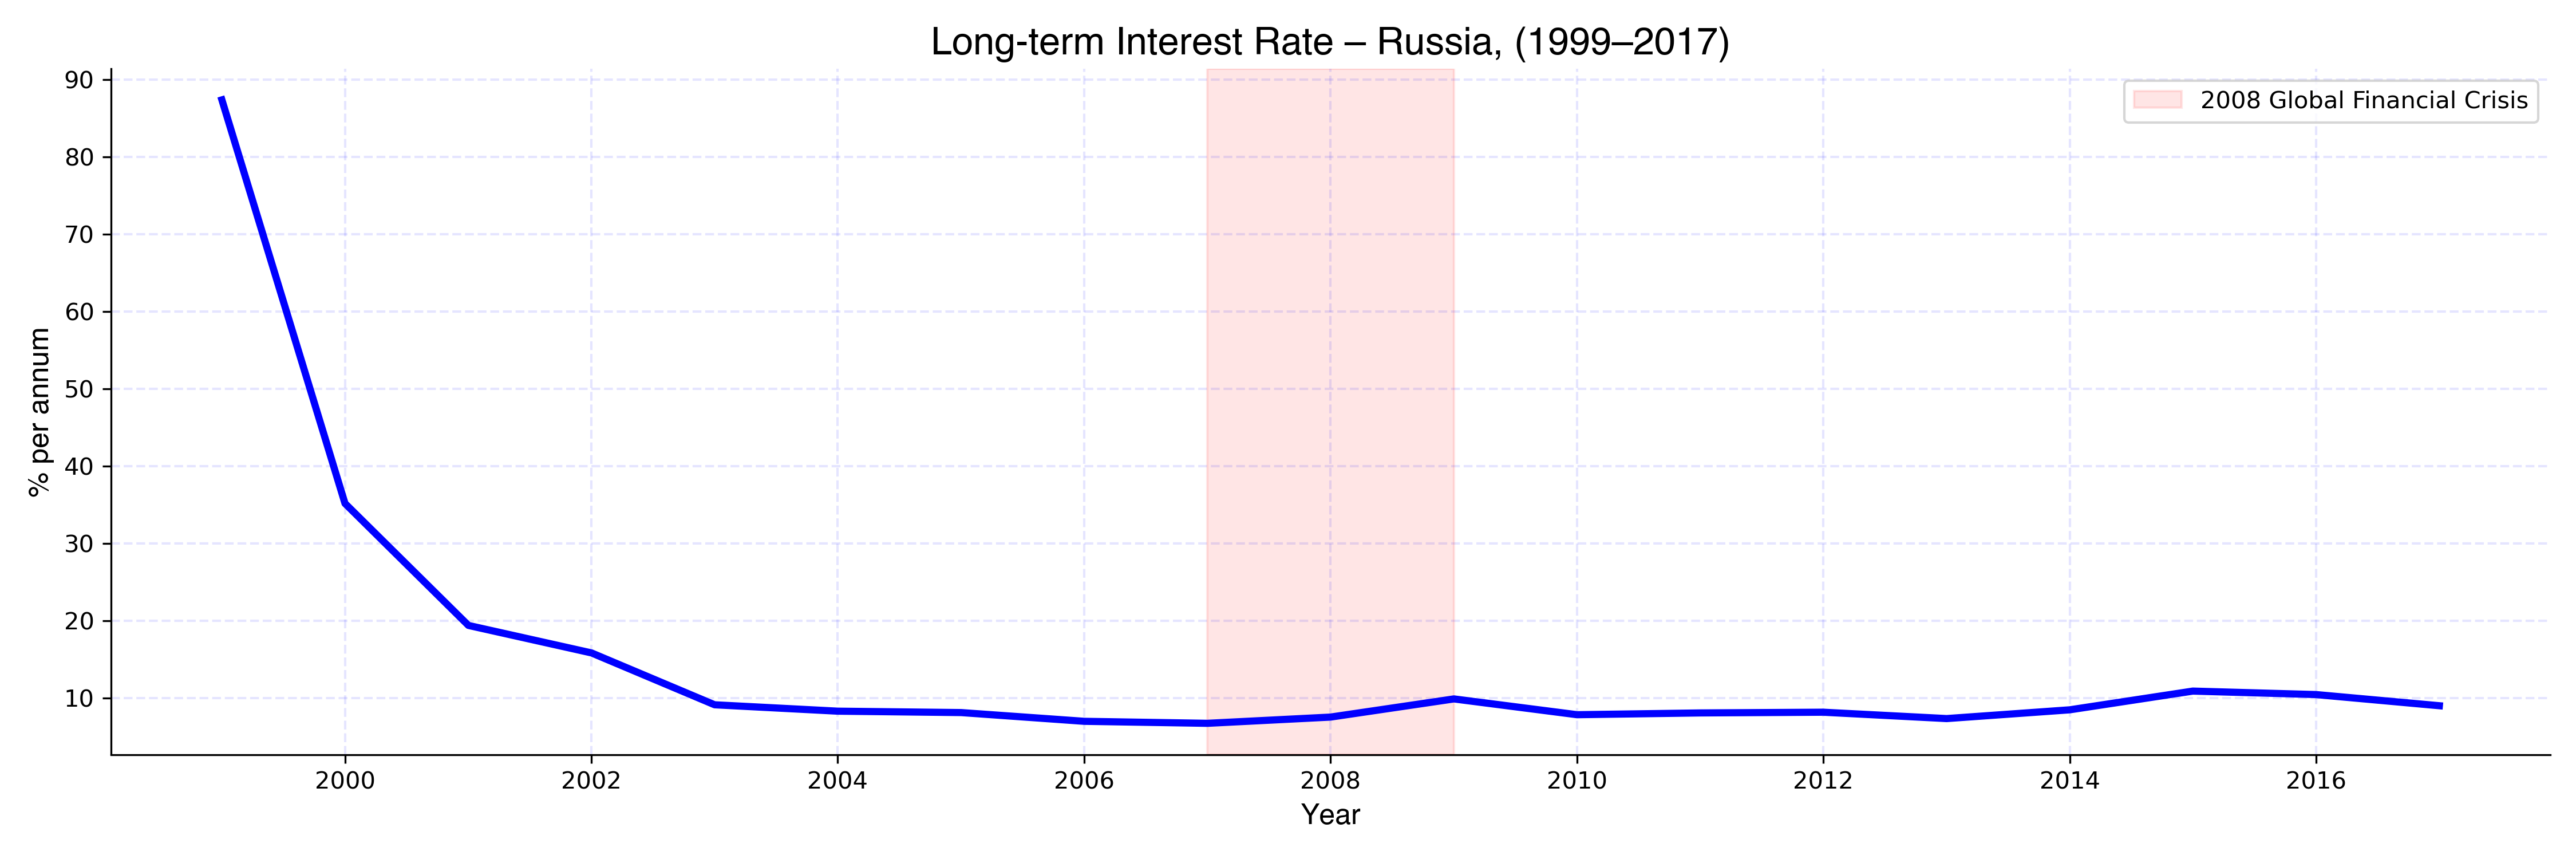 Long-term Interest Rate – Russia, (1999–2017)
2008 Global Financial Crisis
% per annum
90
80
70
60
50
40
30
20
10
2000 2002 2004 2006 2008 2010 2012 2014 2016
Year